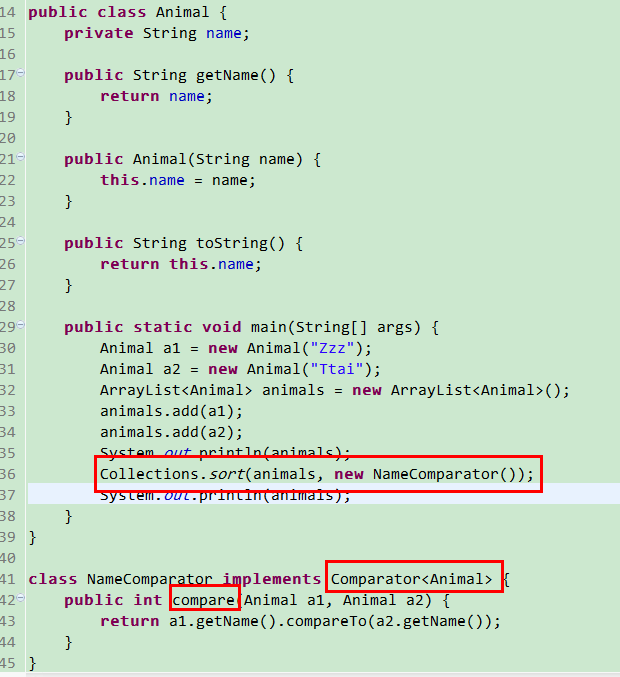 14 public class Animal {
15     private String name;
16
17     public String getName() {
18         return name;
19     }
20
21     public Animal(String name) {
22         this.name = name;
23     }
24
25     public String toString() {
26         return this.name;
27     }
28
29     public static void main(String[] args) {
30         Animal a1 = new Animal("Zzz");
31         Animal a2 = new Animal("Ttai");
32         ArrayList<Animal> animals = new ArrayList<Animal>();
33         animals.add(a1);
34         animals.add(a2);
35         System.out.println(animals);
36         Collections.sort(animals, new NameComparator());
37         System.out.println(animals);
38     }
39 }
40
41 class NameComparator implements Comparator<Animal> {
42     public int compare(Animal a1, Animal a2) {
43         return a1.getName().compareTo(a2.getName());
44     }
45 }